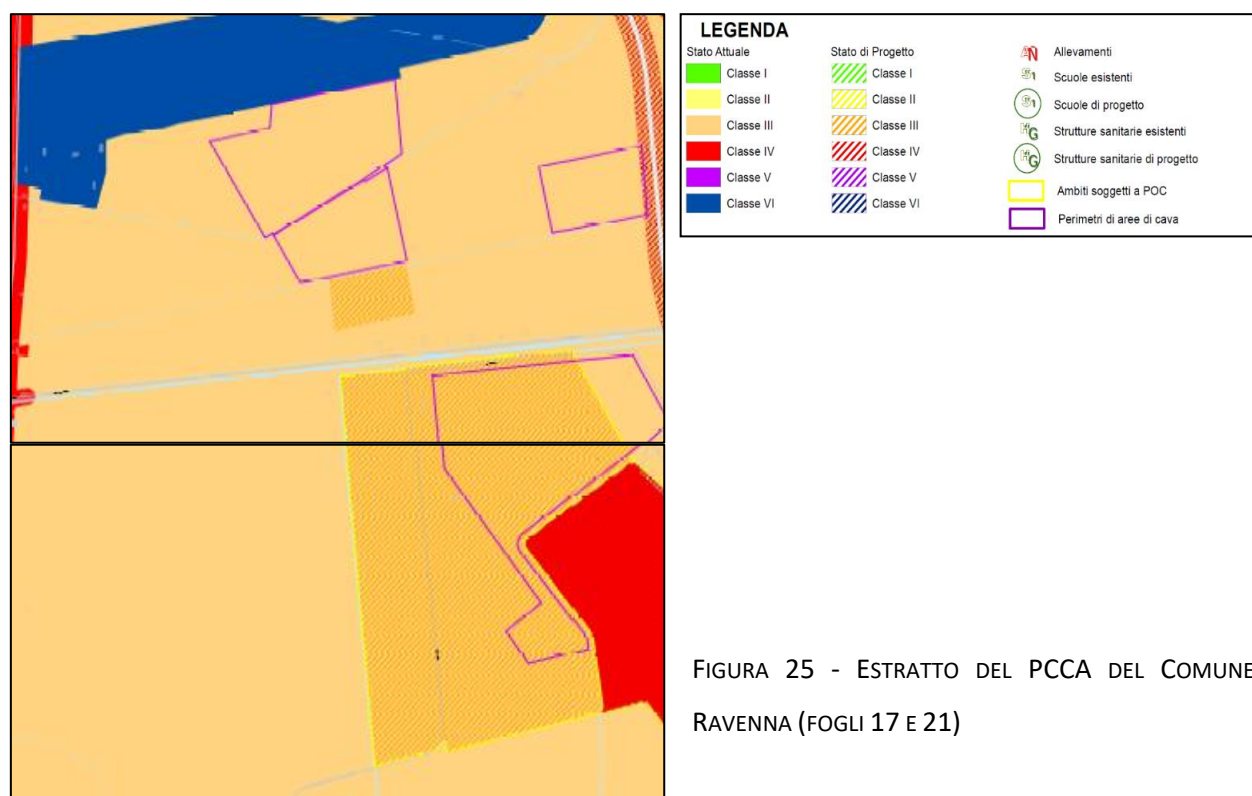 LEGENDA
Stato Attuale
Classe I
Classe II
Classe III
Classe IV
Classe V
Classe VI
Stato di Progetto
Classe I
Classe II
Classe III
Classe IV
Classe V
Classe VI
Allevamenti
Scuole esistenti
Scuole di progetto
Strutture sanitarie esistenti
Strutture sanitarie di progetto
Ambiti soggetti a POC
Perimetri di aree di cava
FIGURA 25 - ESTRATTO DEL PCCA DEL COMUNE
RAVENNA (FOGLI 17 E 21)